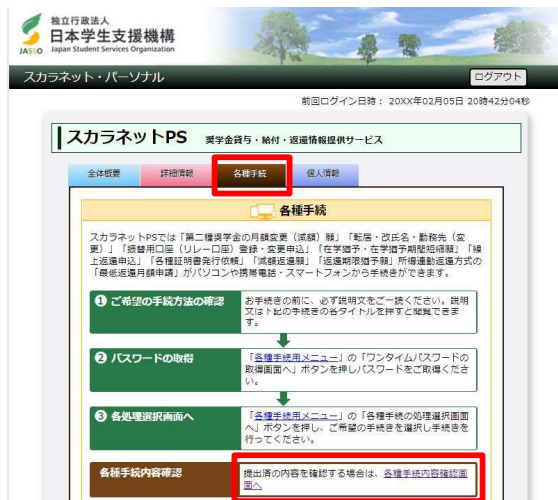 独立行政法人
日本学生支援機構
JASSO Japan Student Services Organization
スカラネット・パーソナル
ログアウト
前回ログイン日時： 20XX年02月05日 20時42分04秒
スカラネットPS 奨学金貸与・給付・返還情報提供サービス
全体概要 詳細情報 各種手続 個人情報
各種手続
スカラネットPSでは「第二種奨学金の月額変更（減額）願」「転居・改氏名・勤務先（変
更）」「振替用口座（リレー口座）登録・変更申込」「在学猶予・在学猶予期間短縮願」「繰
上返還申込」「各種証明書発行依頼」「減額返還願」「返還期限猶予願」所得連動返還方式の
「最低返還月額申請」がパソコンや携帯電話・スマートフォンから手続きができます。
1 ご希望の手続方法の確認
お手続きの前に、必ず説明文をご一読ください。説明
文は下記の手続きの各タイトルを押すと閲覧できま
す。
2 パスワードの取得
「各種手続用メニュー」の「ワンタイムパスワードの
取得画面へ」ボタンを押しパスワードをご取得くださ
い。
3 各処理選択画面へ
「各種手続用メニュー」の「各種手続の処理選択画面
へ」ボタンを押し、ご希望の手続きを選択し手続きを
行ってください。
各種手続内容確認
提出済の内容を確認する場合は、各種手続内容確認画
面へ